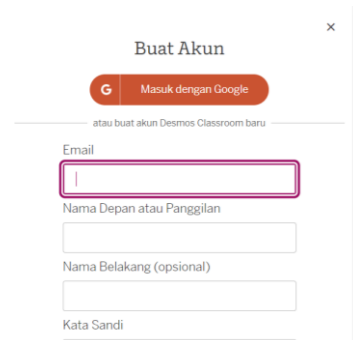 ×
Buat Akun
G Masuk dengan Google
atau buat akun Desmos Classroom baru
Email
Nama Depan atau Panggilan
Nama Belakang (opsional)
Kata Sandi